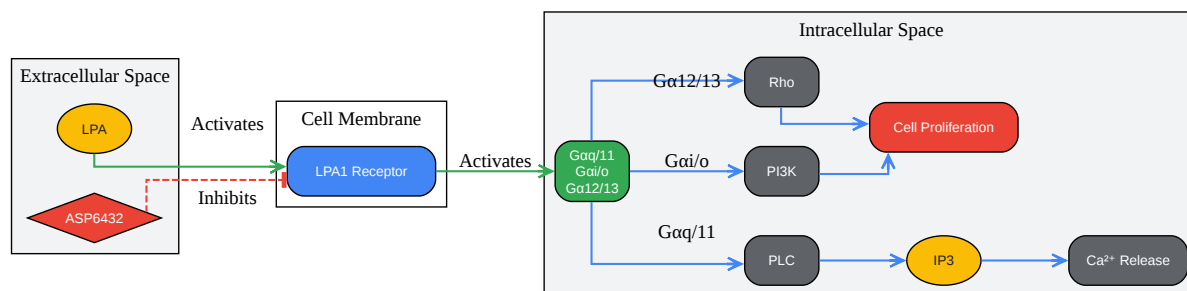 Extracellular Space
LPA
ASP6432
Activates
Inhibits
Cell Membrane
LPA1 Receptor
Activates
Intracellular Space
Gαq/11
Gαi/o
Gα12/13
Gα12/13
Rho
Cell Proliferation
Gαi/o
PI3K
Gαq/11
PLC
IP3
Ca²⁺ Release